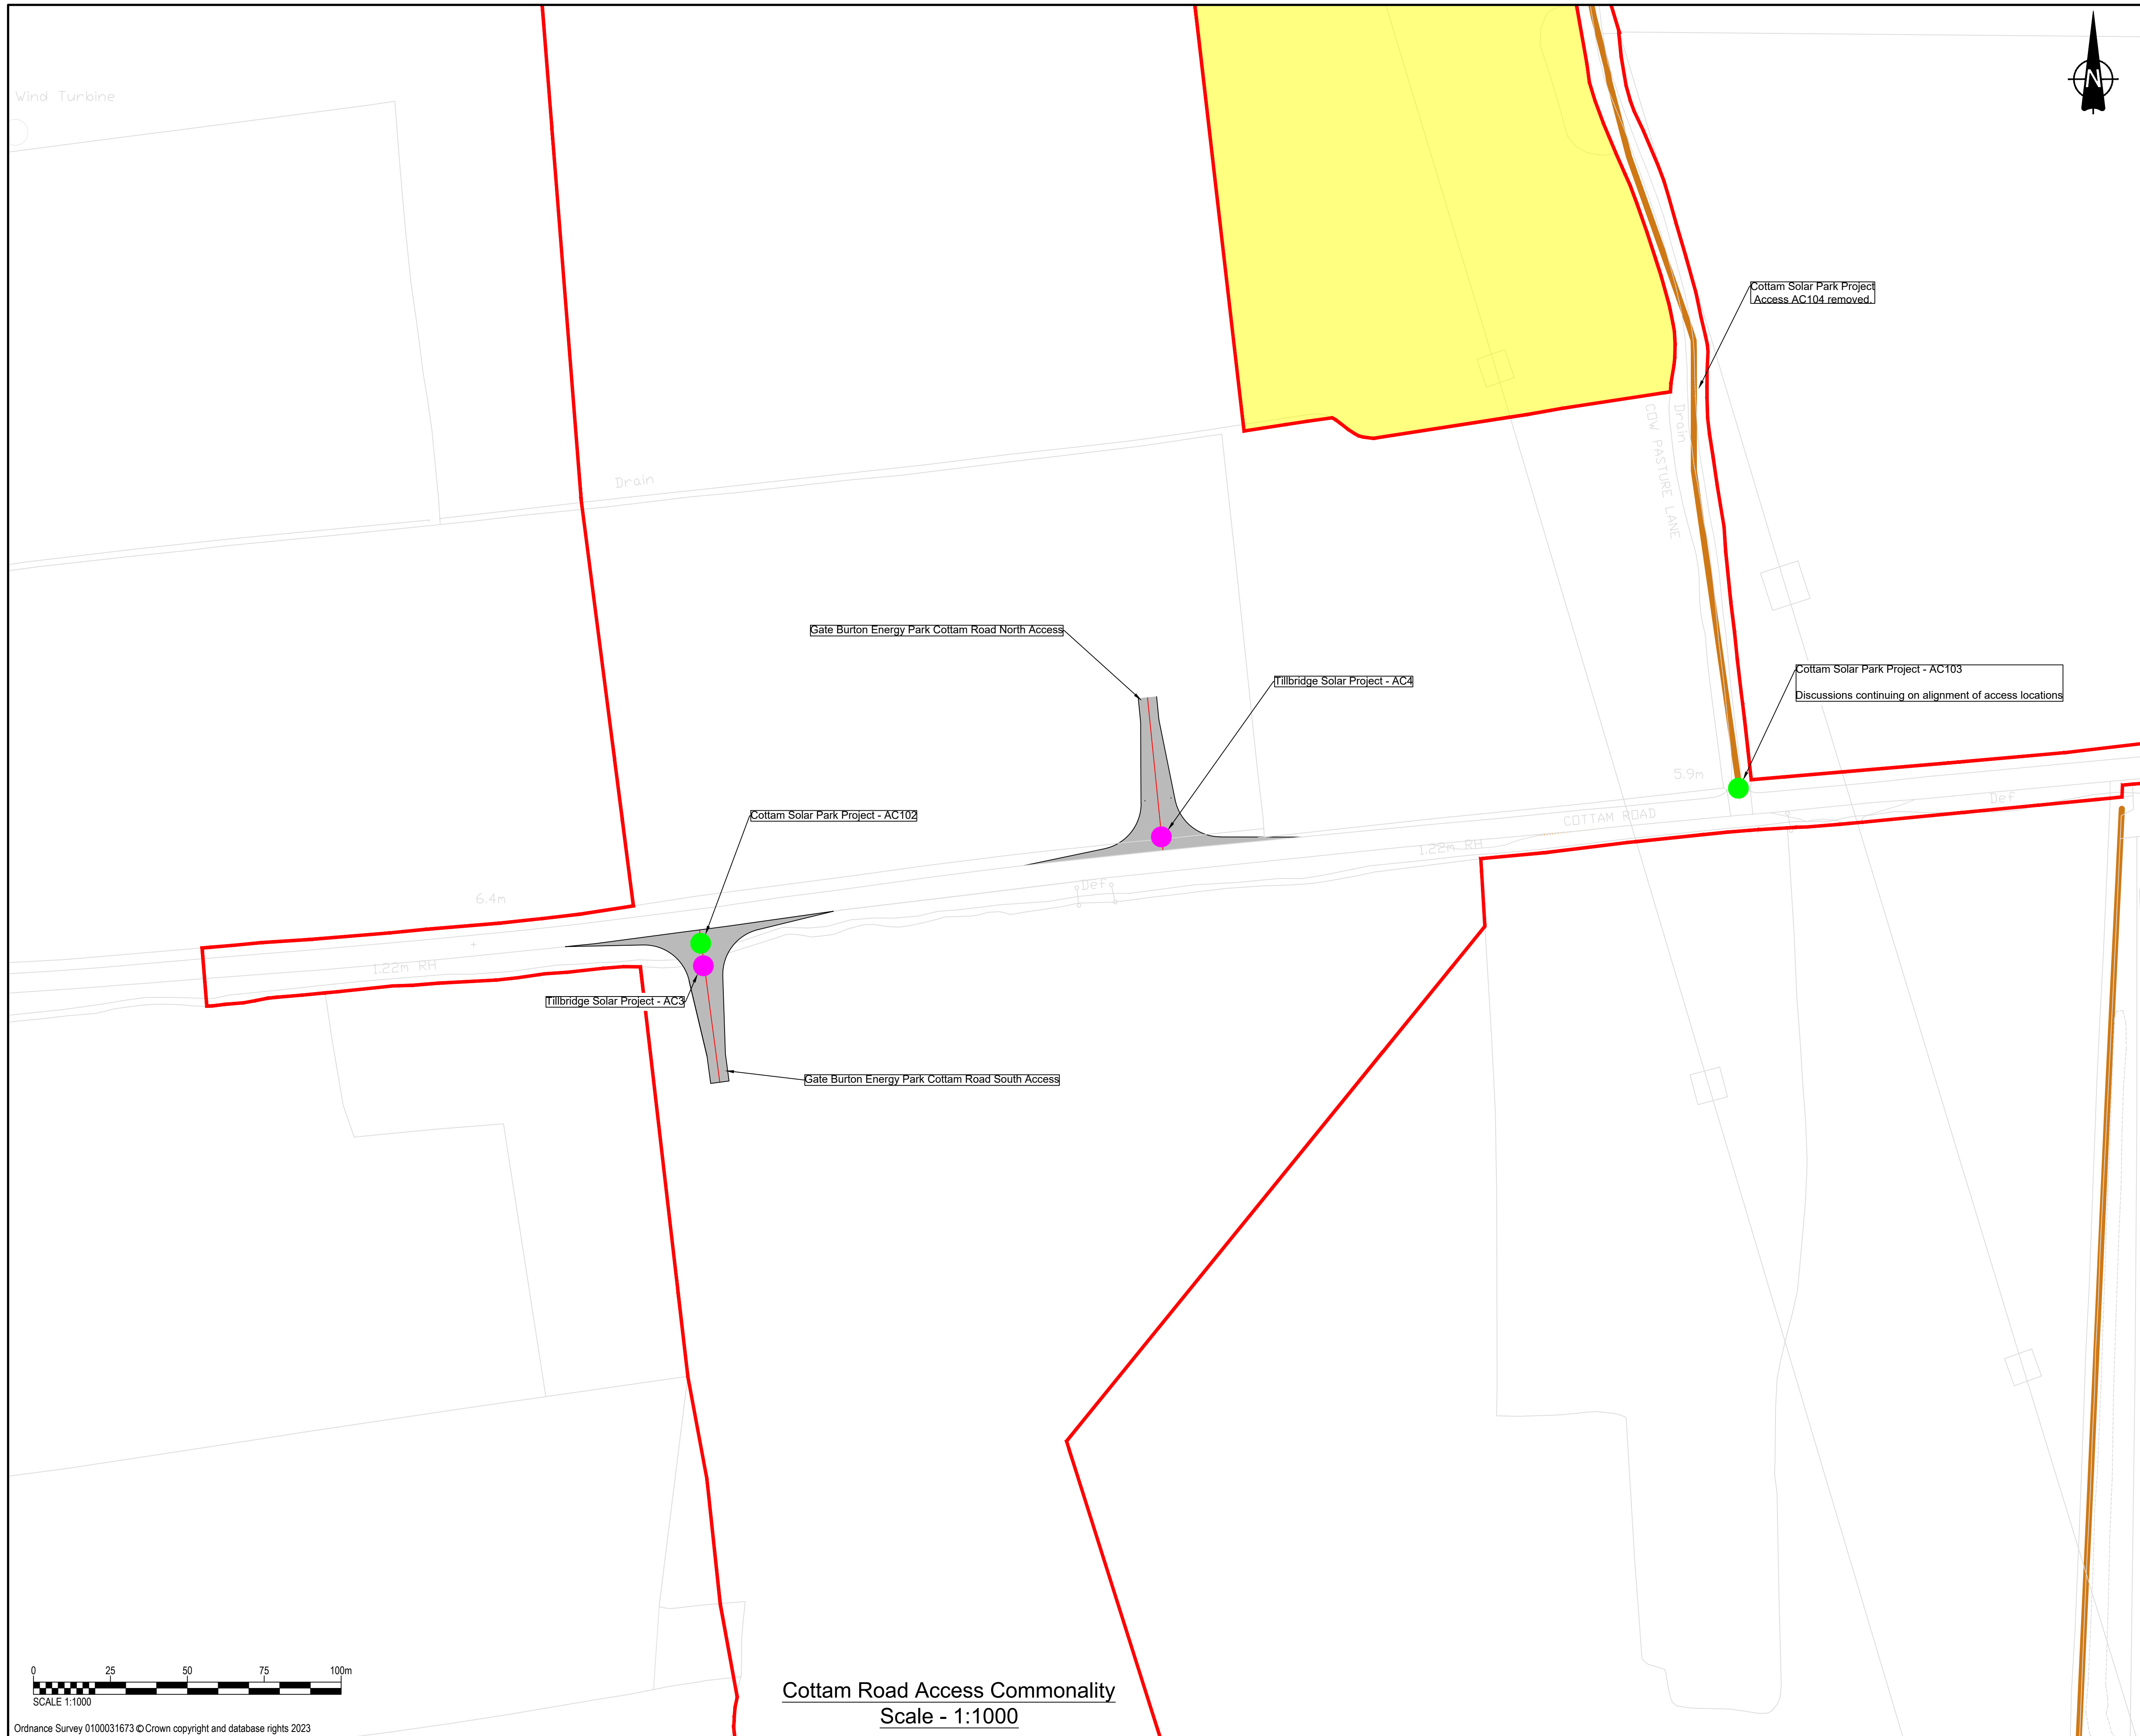 Wind Turbine
N
Cottam Solar Park Project
Access AC104 removed.
Drain
COW PASTURE LANE
Drain
Gate Burton Energy Park Cottam Road North Access
Tillbridge Solar Project - AC4
Cottam Solar Park Project - AC103
Discussions continuing on alignment of access locations
5.9m
Def
COTTAM ROAD
1.22m RH
Cottam Solar Park Project - AC102
Def
6.4m
1.22m RH
Tillbridge Solar Project - AC3
Gate Burton Energy Park Cottam Road South Access
0 25 50 75 100m
SCALE 1:1000
Cottam Road Access Commonality
Scale - 1:1000
Ordnance Survey 0100031673 © Crown copyright and database rights 2023